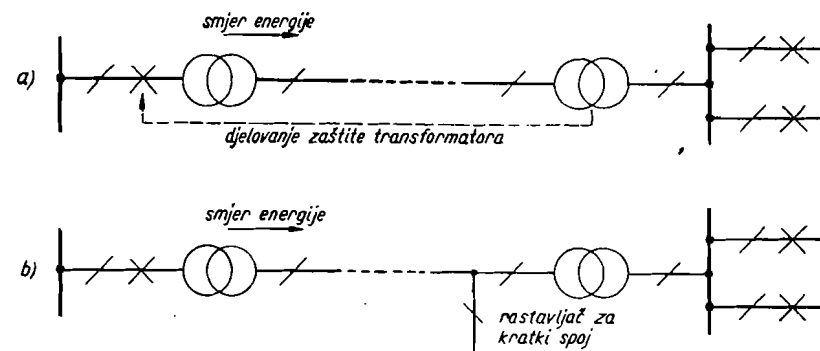 smjer energije
a)
djelovanje zaštite transformatora
smjer energije
b)
rastavljač za
kratki spoj